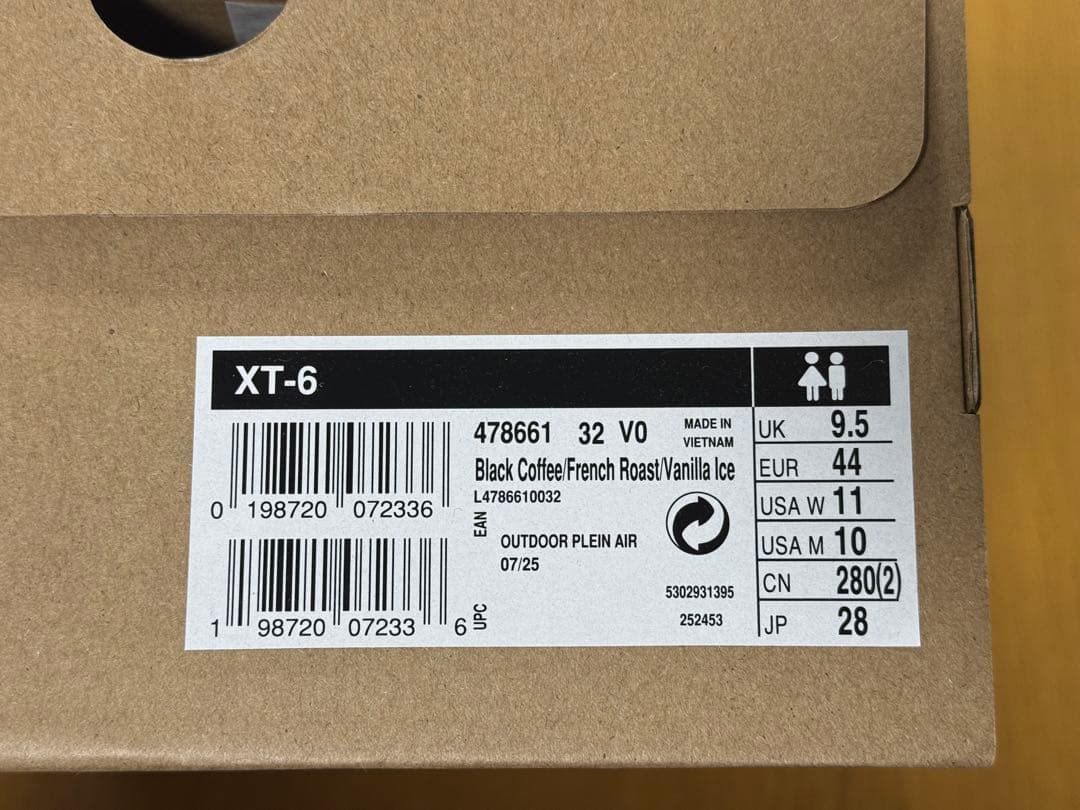 XT-6
478661 32 V0
MADE IN
VIETNAM
Black Coffee/French Roast/Vanilla Ice
L4786610032
0 198720 072336
EAN
OUTDOOR PLEIN AIR
07/25
5302931395
252453
1 98720 07233 6
UPC
UK 9.5
EUR 44
USA W 11
USA M 10
CN 280(2)
JP 28